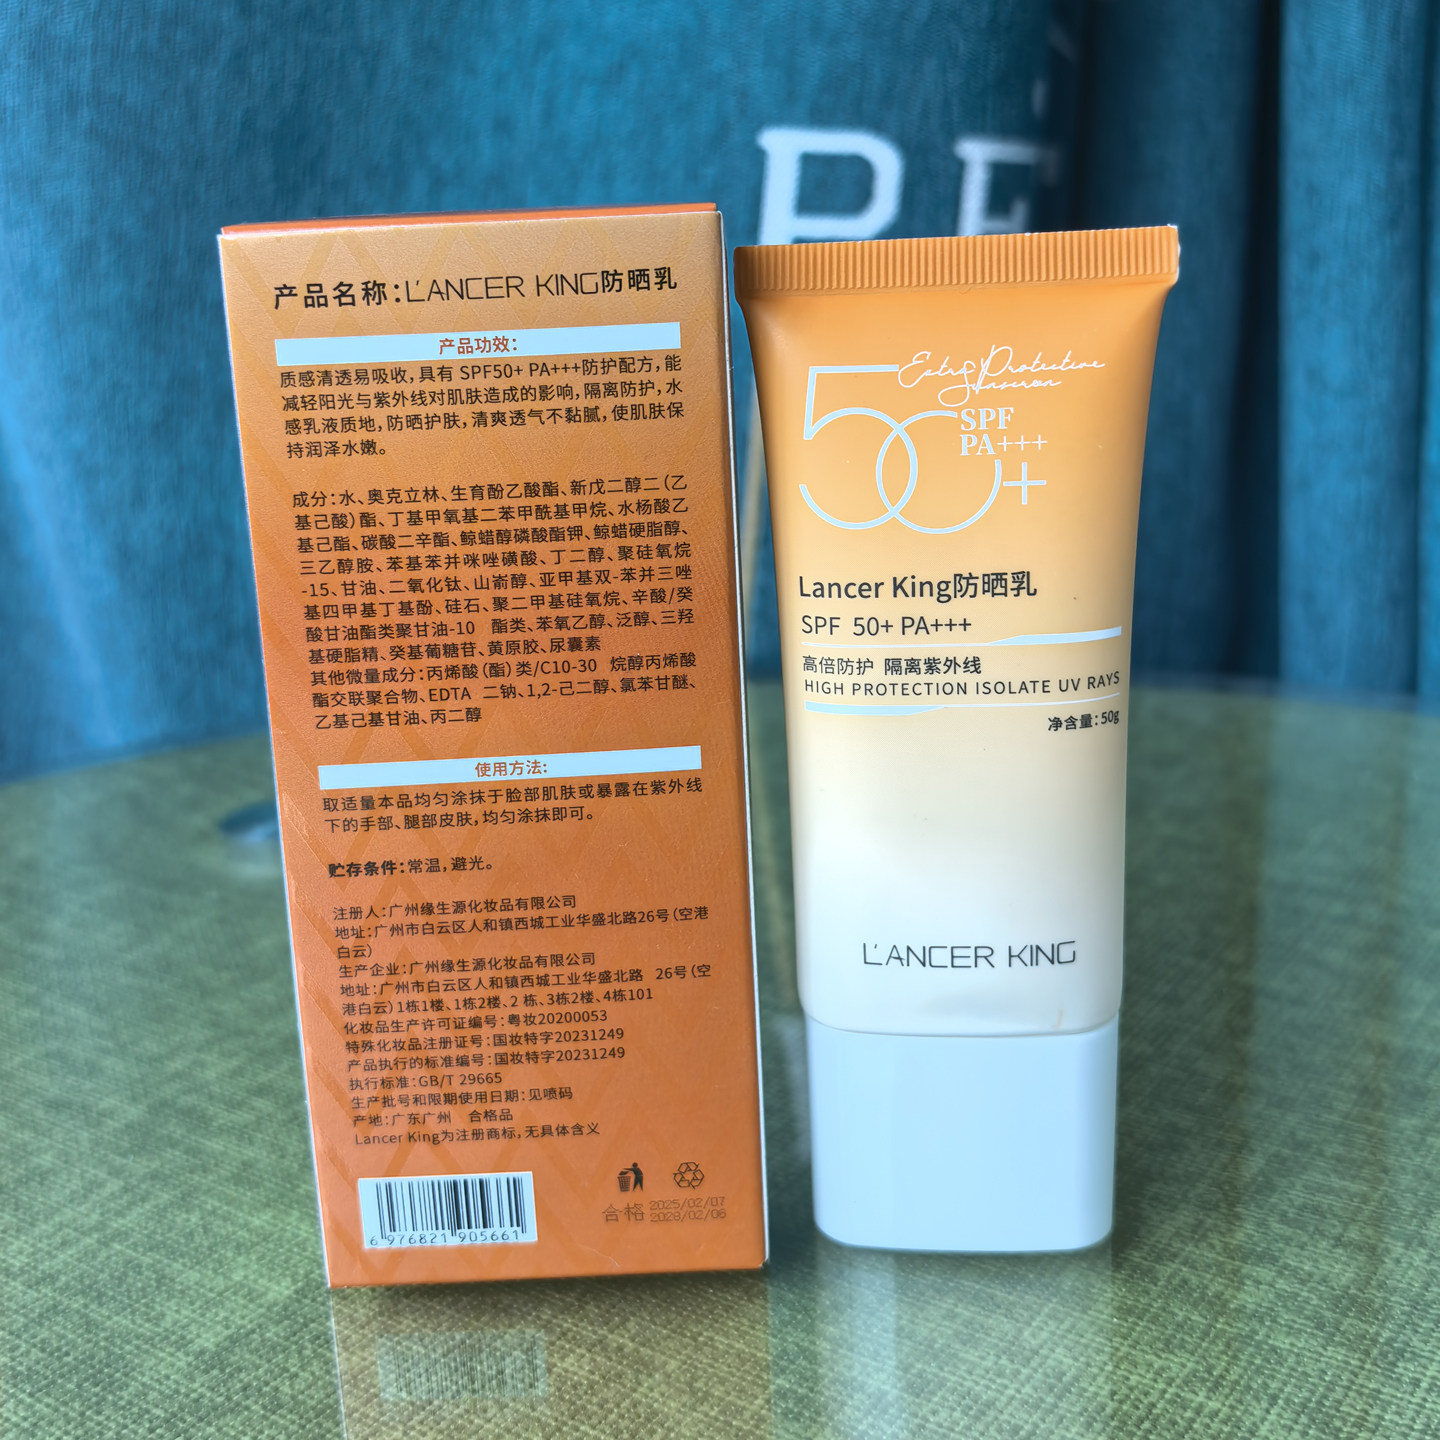 产品名称:L'ANCER KING防晒乳
产品功效:
质感清透易吸收,具有 SPF50+ PA+++防护配方,能
减轻阳光与紫外线对肌肤造成的影响,隔离防护,水
感乳液质地,防晒护肤,清爽透气不黏腻,使肌肤保
持润泽水嫩。
成分:水、奥克立林、生育酚乙酸酯、新戊二醇二(乙
基己酸)酯、丁基甲氧基二苯甲酰基甲烷、水杨酸乙
基己酯、碳酸二辛酯、鲸蜡醇磷酸酯钾、鲸蜡硬脂醇、
三乙醇胺、苯基苯并咪唑磺酸、丁二醇、聚硅氧烷
-15、甘油、二氧化钛、山嵛醇、亚甲基双-苯并三唑
基四甲基丁基酚、硅石、聚二甲基硅氧烷、辛酸/癸
酸甘油酯类聚甘油-10 酯类、苯氧乙醇、泛醇、三羟
基硬脂精、癸基葡糖苷、黄原胶、尿囊素
其他微量成分:丙烯酸(酯)类/C10-30 烷醇丙烯酸
酯交联聚合物、EDTA 二钠、1,2-己二醇、氯苯甘醚、
乙基己基甘油、丙二醇
使用方法:
取适量本品均匀涂抹于脸部肌肤或暴露在紫外线
下的手部、腿部皮肤,均匀涂抹即可。
贮存条件:常温,避光。
注册人:广州缘生源化妆品有限公司
地址:广州市白云区人和镇西城工业华盛北路26号(空港
白云)
生产企业:广州缘生源化妆品有限公司
地址:广州市白云区人和镇西城工业华盛北路 26号(空
港白云)1栋1楼、1栋2楼、2 栋、3栋2楼、4栋101
化妆品生产许可证编号:粤妆20200053
特殊化妆品注册证号:国妆特字20231249
产品执行的标准编号:国妆特字20231249
执行标准:GB/T 29665
生产批号和限期使用日期:见喷码
产地:广东广州 合格品
Lancer King为注册商标,无具体含义
6 976821 905661
合格 2025/02/07
2028/02/06
Extra Protective
Sunscreen
50+
SPF
PA+++
Lancer King防晒乳
SPF 50+ PA+++
高倍防护 隔离紫外线
HIGH PROTECTION ISOLATE UV RAYS
净含量:50g
L'ANCER KING